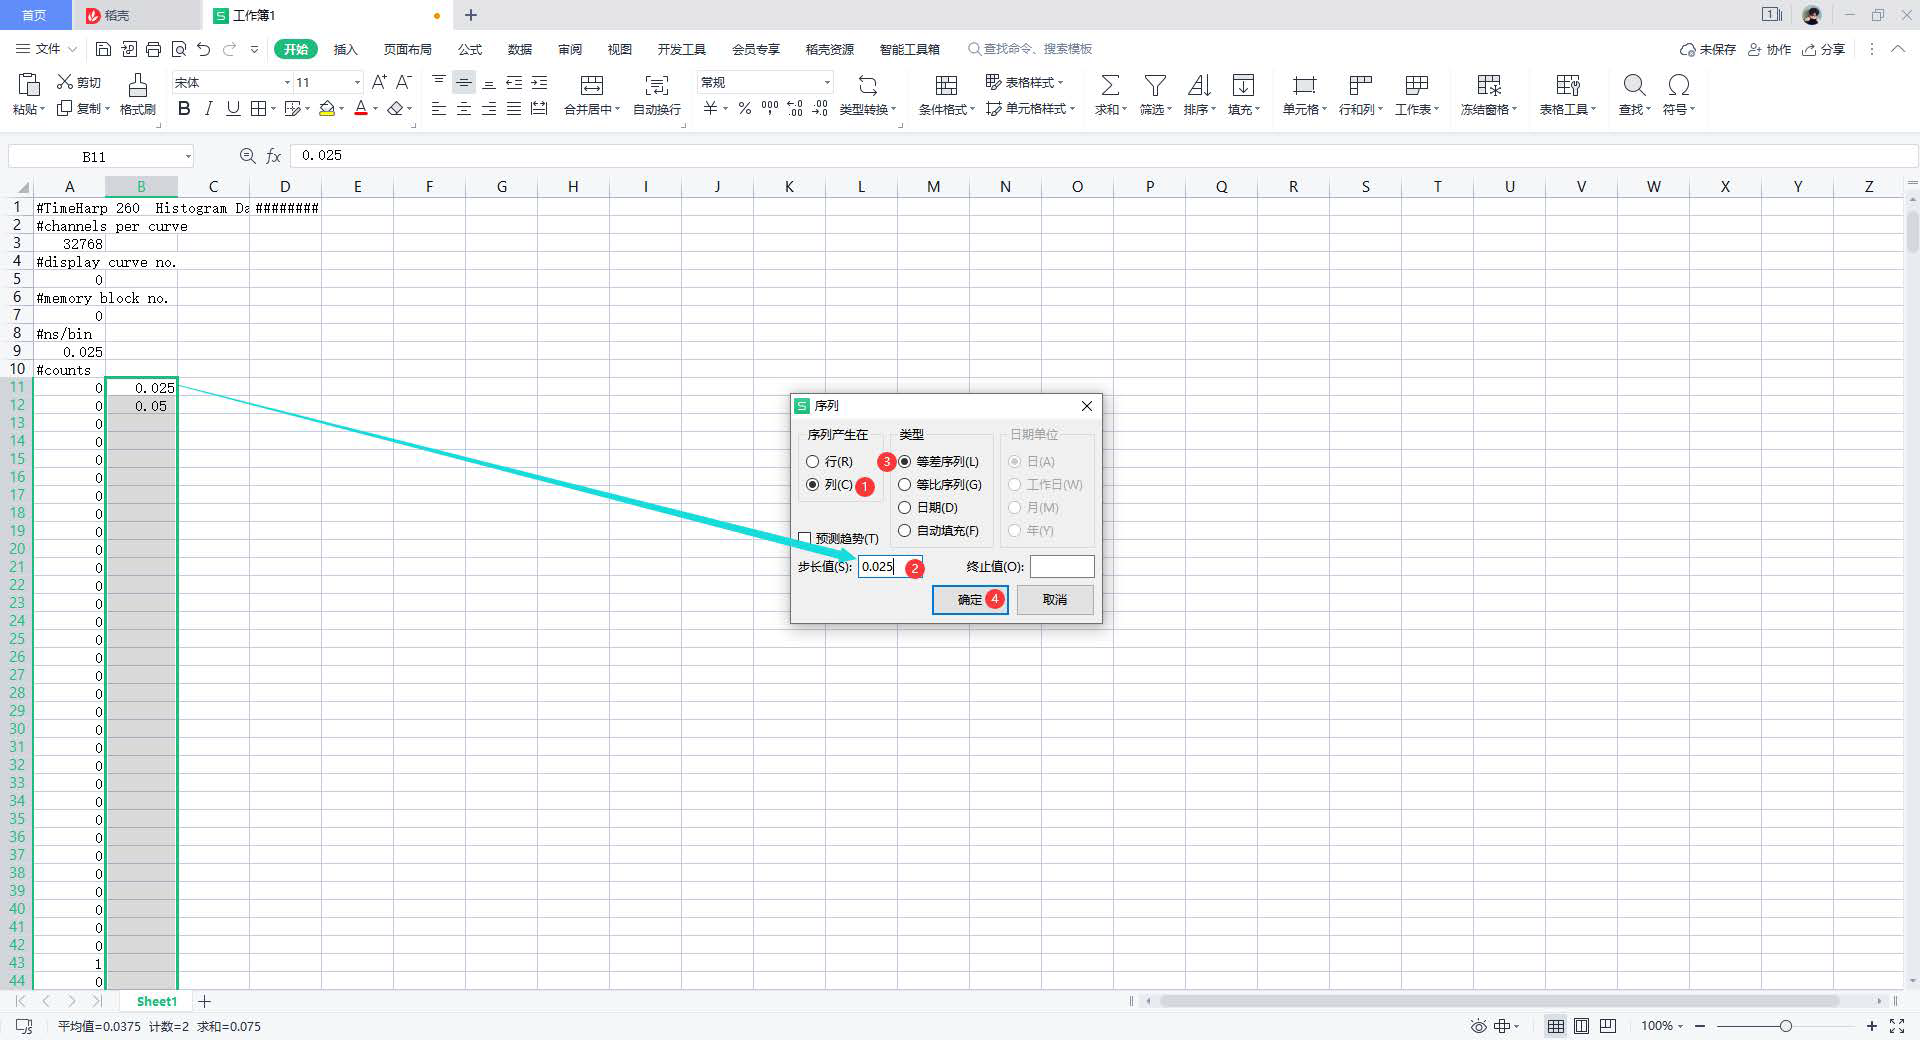 首页 稻壳 工作簿1
文件 开始 插入 页面布局 公式 数据 审阅 视图 开发工具 会员专享 稻壳资源 智能工具箱 查找命令、搜索模板 未保存 协作 分享
粘贴 剪切 复制 格式刷 宋体 11 合并居中 自动换行 常规 类型转换 条件格式 表格样式 单元格样式 求和 筛选 排序 填充 单元格 行和列 工作表 冻结窗格 表格工具 查找 符号
B11 fx 0.025
A B C D E F G H I J K L M N O P Q R S T U V W X Y Z
1 #TimeHarp 260 Histogram Da ########
2 #channels per curve
3 32768
4 #display curve no.
5 0
6 #memory block no.
7 0
8 #ns/bin
9 0.025
10 #counts
11 0 0.025
12 0 0.05
13 0
14 0
15 0
16 0
17 0
18 0
19 0
20 0
21 0
22 0
23 0
24 0
25 0
26 0
27 0
28 0
29 0
30 0
31 0
32 0
33 0
34 0
35 0
36 0
37 0
38 0
39 0
40 0
41 0
42 0
43 1
44 0
序列
序列产生在 类型 日期单位
行(R) 3 等差序列(L) 日(A)
列(C) 1 等比序列(G) 工作日(W)
日期(D) 月(M)
预测趋势(T) 自动填充(F) 年(Y)
步长值(S): 0.025 2 终止值(O):
确定 4 取消
Sheet1
平均值=0.0375 计数=2 求和=0.075 100%